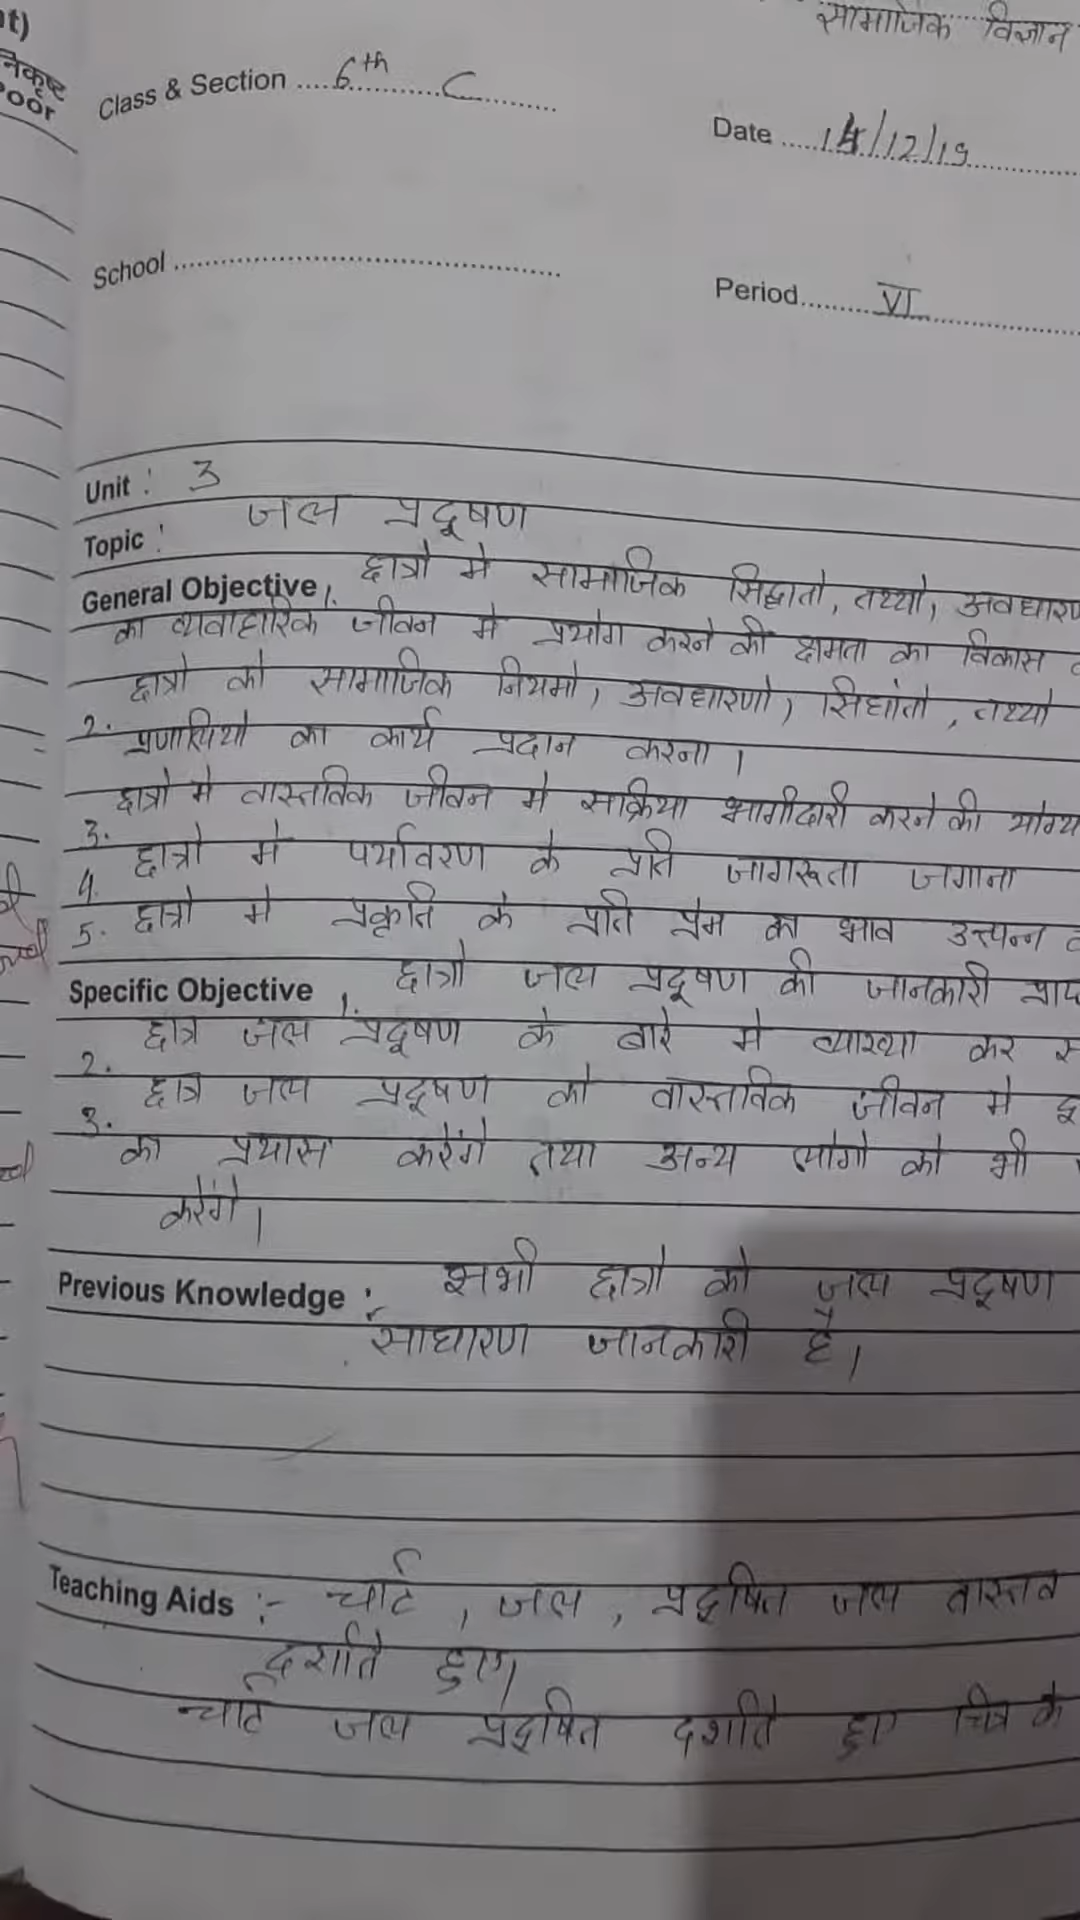 सामाजिक विज्ञान
nt)
निकृष्ट
Poor
Class & Section ....6th.......C............
Date .....14/12/19..........
School ............................................
Period.........VI............
Unit : 3
Topic : जल प्रदूषण
General Objective 1. छात्रो मे सामाजिक सिद्धातो, तथ्यो, अवधारण
का व्यवाहारिक जीवन मे प्रयोग करने की क्षमता का विकास
2. छात्रो को सामाजिक नियमो, अवधारणो, सिधांतो, तथ्यो
प्रणालियो का कार्य प्रदान करना।
3. छात्रो मे वास्तविक जीवन मे सक्रिया भागीदारी करने की योग्य
4. छात्रो मे पर्यावरण के प्रति जागरूता जगाना
5. छात्रो मे प्रकृति के प्रति प्रेम का भाव उत्त्पन्न
Specific Objective 1. छात्रो जल प्रदूषण की जानकारी प्राप्
2. छात्र जल प्रदूषण के बारे मे व्याख्या कर स
3. छात्र जल प्रदूषण को वास्तविक जीवन मे दू
का प्रयास करेंगे तथा अन्य लोगो को भी
करेंगे।
Previous Knowledge : सभी छात्रो को जल प्रदूषण
साधारण जानकारी है।
Teaching Aids :- चार्ट, जल, प्रदूषित जल वास्तव
दर्शाते हुए।
चार्ट जल प्रदूषित दर्शाते हुए चित्र के